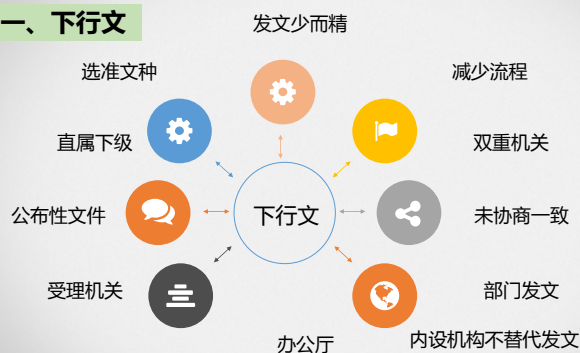 一、下行文
发文少而精
选准文种
减少流程
直属下级
双重机关
公布性文件
下行文
未协商一致
受理机关
部门发文
办公厅
内设机构不替代发文